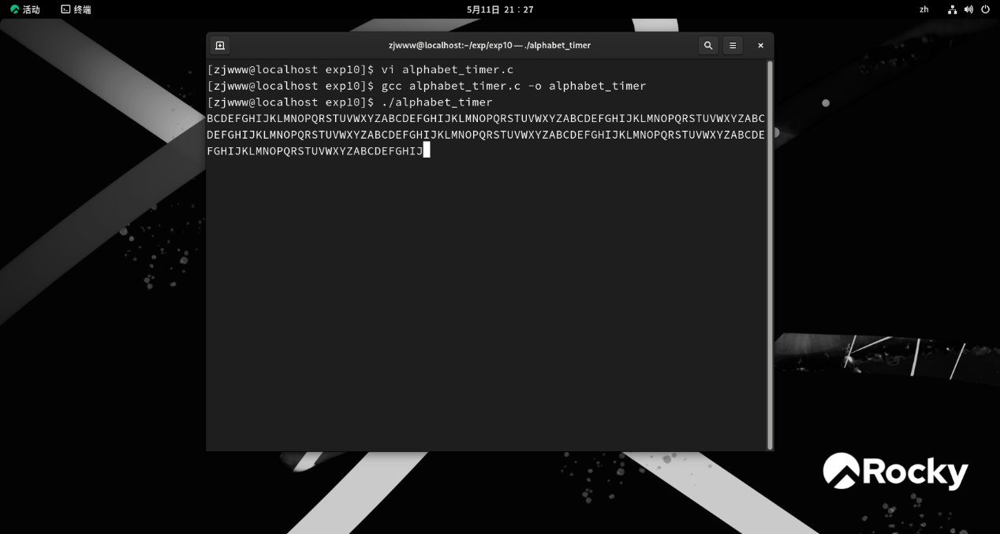 活动 终端 5月11日 21:27 zh
zjwww@localhost:~/exp/exp10 — ./alphabet_timer
[zjwww@localhost exp10]$ vi alphabet_timer.c
[zjwww@localhost exp10]$ gcc alphabet_timer.c -o alphabet_timer
[zjwww@localhost exp10]$ ./alphabet_timer
BCDEFGHIJKLMNOPQRSTUVWXYZABCDEFGHIJKLMNOPQRSTUVWXYZABCDEFGHIJKLMNOPQRSTUVWXYZABC
DEFGHIJKLMNOPQRSTUVWXYZABCDEFGHIJKLMNOPQRSTUVWXYZABCDEFGHIJKLMNOPQRSTUVWXYZABCDE
FGHIJKLMNOPQRSTUVWXYZABCDEFGHIJ
Rocky